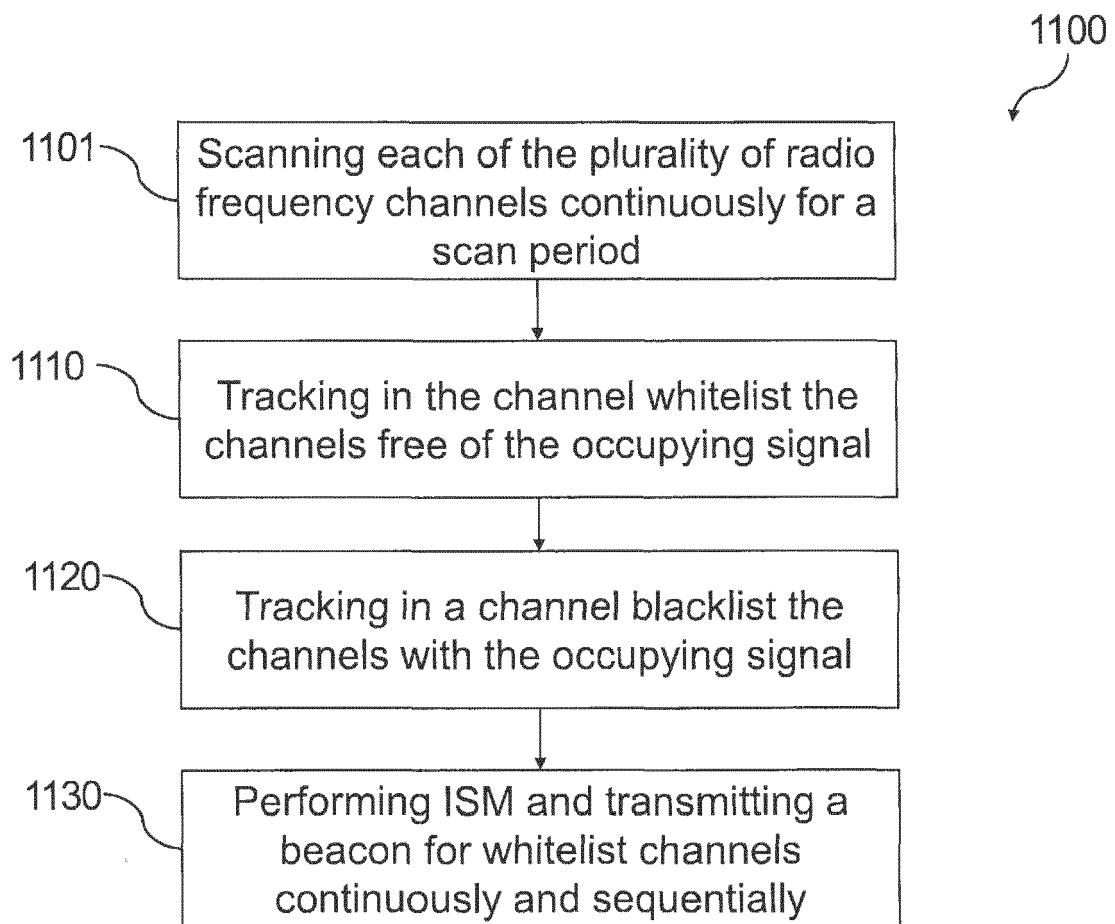 1100
1101
Scanning each of the plurality of radio
frequency channels continuously for a
scan period
1110
Tracking in the channel whitelist the
channels free of the occupying signal
1120
Tracking in a channel blacklist the
channels with the occupying signal
1130
Performing ISM and transmitting a
beacon for whitelist channels
continuously and sequentially